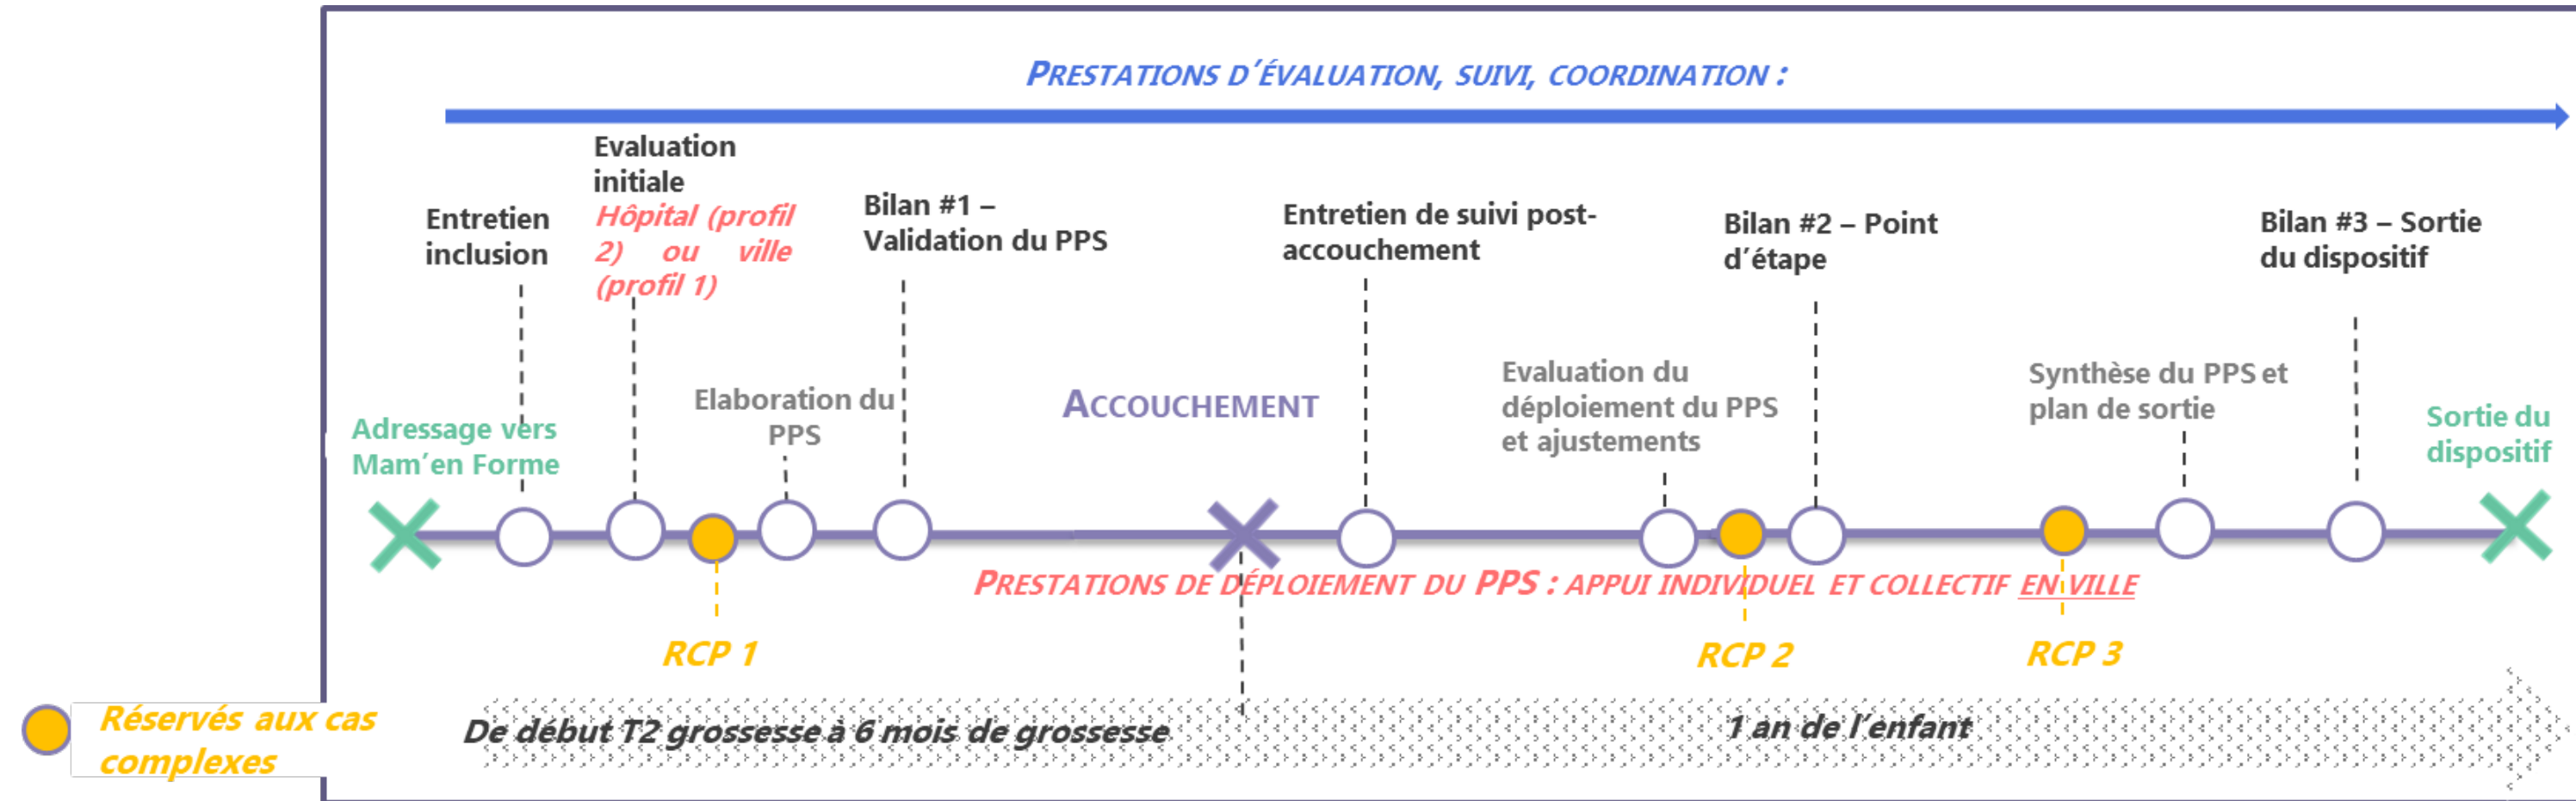 PRESTATIONS D'ÉVALUATION, SUIVI, COORDINATION :
Entretien
inclusion
Evaluation
initiale
Hôpital (profil
2) ou ville
(profil 1)
Bilan #1 –
Validation du PPS
Entretien de suivi post-
accouchement
Bilan #2 – Point
d'étape
Bilan #3 – Sortie
du dispositif
Adressage vers
Mam'en Forme
Elaboration du
PPS
ACCOUCHEMENT
Evaluation du
déploiement du PPS
et ajustements
Synthèse du PPS et
plan de sortie
Sortie du
dispositif
PRESTATIONS DE DÉPLOIEMENT DU PPS : APPUI INDIVIDUEL ET COLLECTIF EN VILLE
RCP 1
RCP 2
RCP 3
Réservés aux cas
complexes
De début T2 grossesse à 6 mois de grossesse
1 an de l'enfant